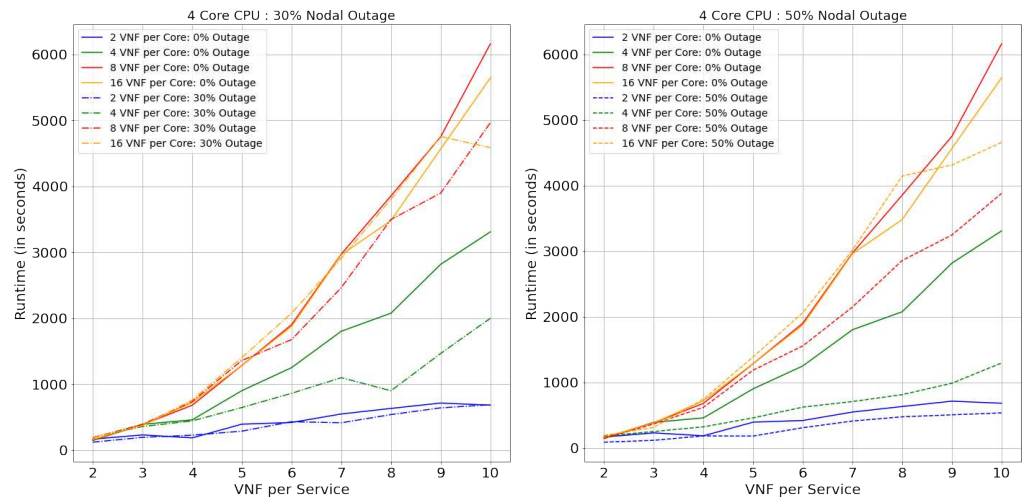 4 Core CPU : 30% Nodal Outage
2 VNF per Core: 0% Outage
4 VNF per Core: 0% Outage
8 VNF per Core: 0% Outage
16 VNF per Core: 0% Outage
2 VNF per Core: 30% Outage
4 VNF per Core: 30% Outage
8 VNF per Core: 30% Outage
16 VNF per Core: 30% Outage
Runtime (in seconds)
6000
5000
4000
3000
2000
1000
0
2 3 4 5 6 7 8 9 10
VNF per Service
4 Core CPU : 50% Nodal Outage
2 VNF per Core: 0% Outage
4 VNF per Core: 0% Outage
8 VNF per Core: 0% Outage
16 VNF per Core: 0% Outage
2 VNF per Core: 50% Outage
4 VNF per Core: 50% Outage
8 VNF per Core: 50% Outage
16 VNF per Core: 50% Outage
Runtime (in seconds)
6000
5000
4000
3000
2000
1000
0
2 3 4 5 6 7 8 9 10
VNF per Service